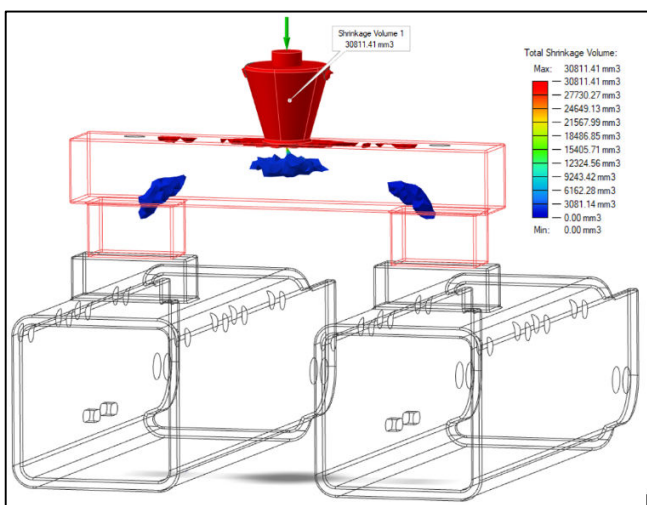 Shrinkage Volume 1
30811.41 mm3
Total Shrinkage Volume:
Max: 30811.41 mm3
30811.41 mm3
27730.27 mm3
24649.13 mm3
21567.99 mm3
18486.85 mm3
15405.71 mm3
12324.56 mm3
9243.42 mm3
6162.28 mm3
3081.14 mm3
0.00 mm3
Min: 0.00 mm3